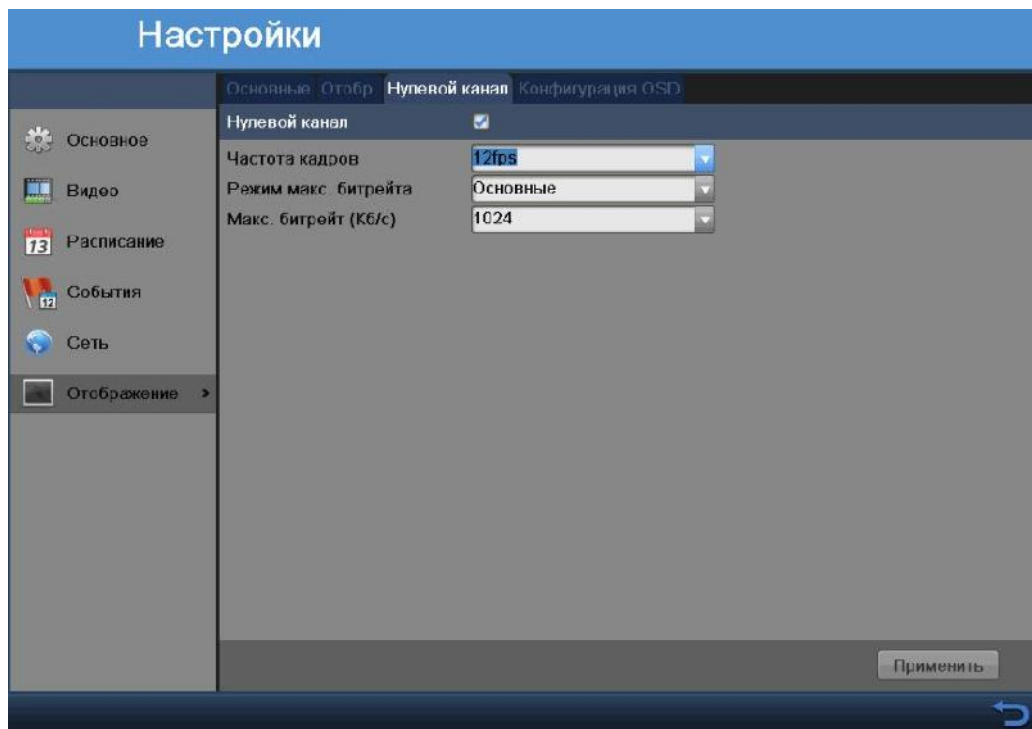 Настройки
Основные Отобр Нулевой канал Конфигурация OSD
Нулевой канал
Частота кадров 12fps
Режим макс. битрейта Основные
Макс. битрейт (Кб/с) 1024
Основное
Видео
13 Расписание
12 События
Сеть
Отображение >
Применить